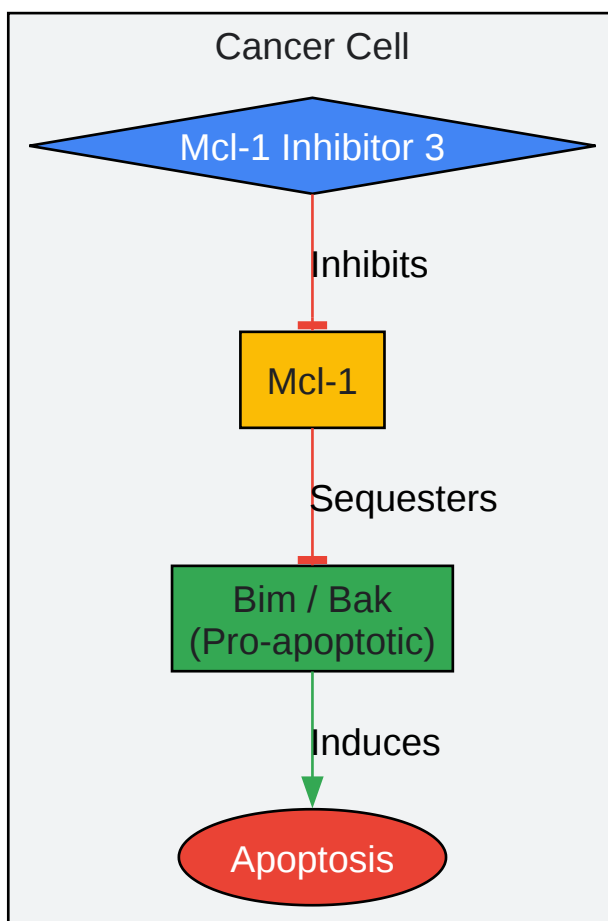 Cancer Cell
Mcl-1 Inhibitor 3
Inhibits
Mcl-1
Sequesters
Bim / Bak
(Pro-apoptotic)
Induces
Apoptosis